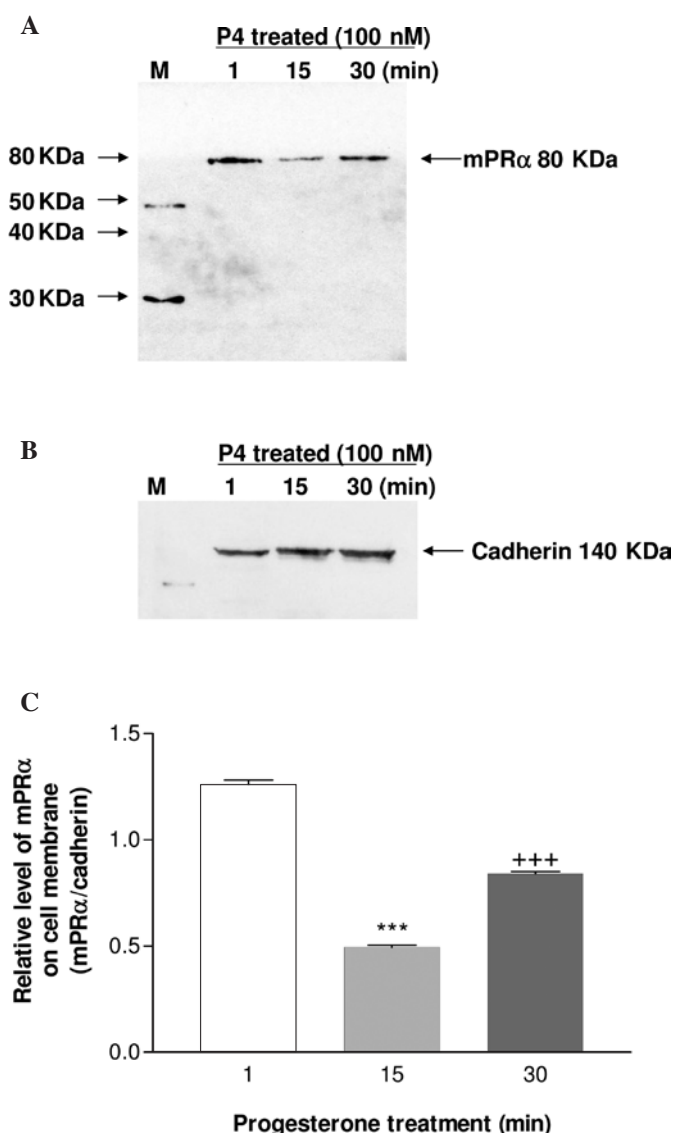 A
P4 treated (100 nM)
M 1 15 30 (min)
80 KDa
mPRα 80 KDa
50 KDa
40 KDa
30 KDa
B
P4 treated (100 nM)
M 1 15 30 (min)
Cadherin 140 KDa
C
Relative level of mPRα
on cell membrane
(mPRα/cadherin)
1.5
1.0
0.5
0.0
***
+++
1 15 30
Progesterone treatment (min)